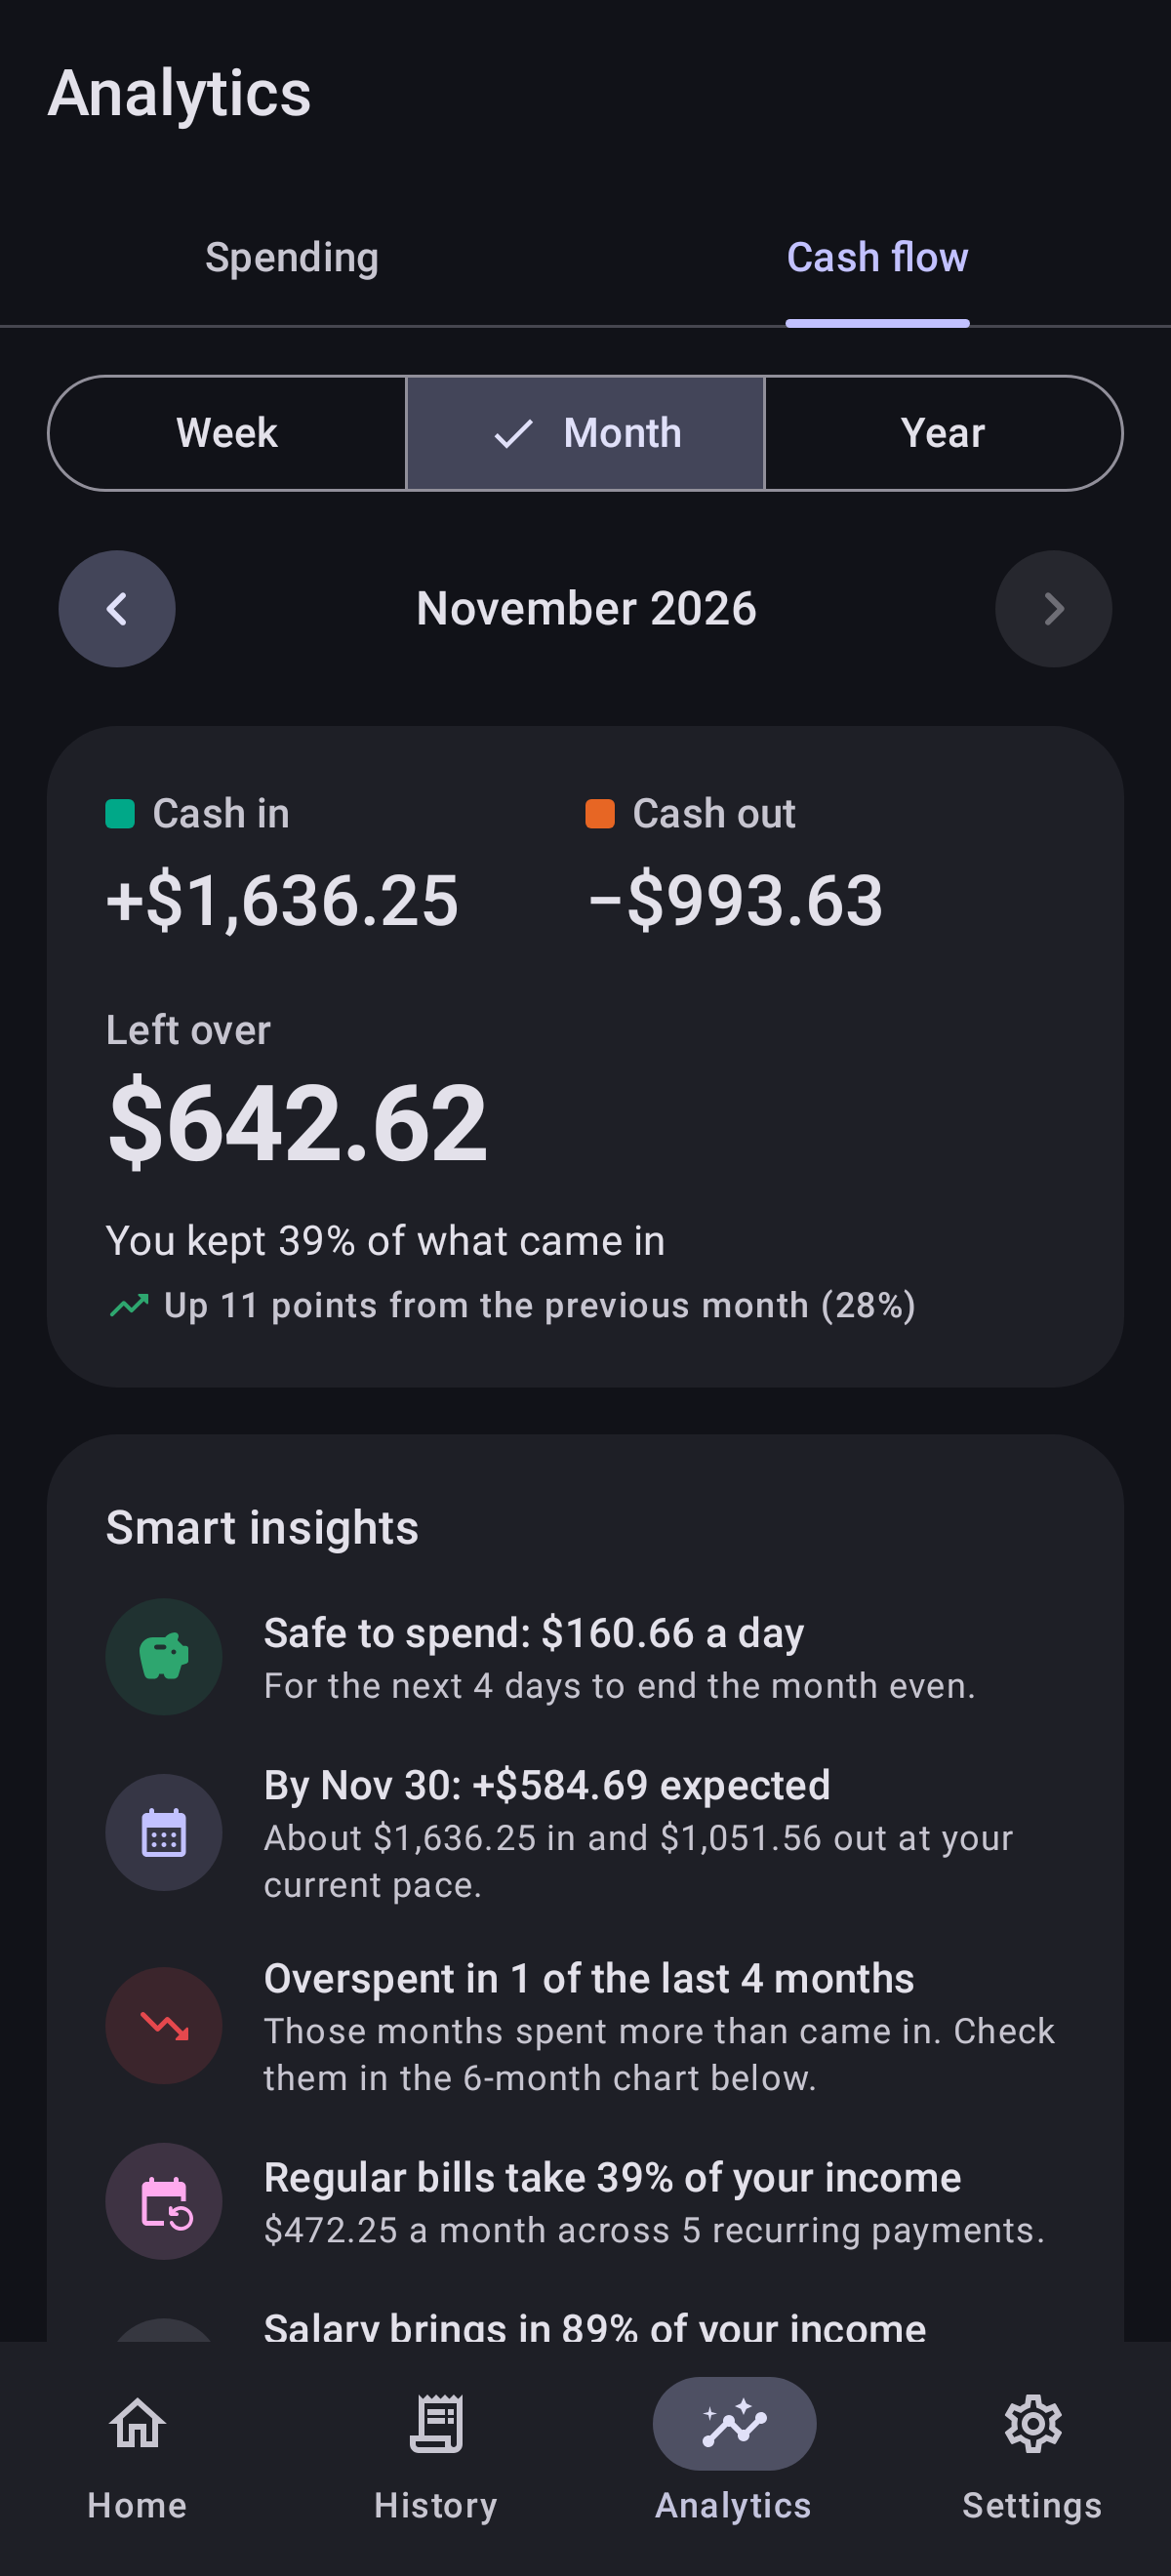 Analytics
Spending
Cash flow
Week
Month
Year
November 2026
Cash in
Cash out
+$1,636.25
−$993.63
Left over
$642.62
You kept 39% of what came in
Up 11 points from the previous month (28%)
Smart insights
Safe to spend: $160.66 a day
For the next 4 days to end the month even.
By Nov 30: +$584.69 expected
About $1,636.25 in and $1,051.56 out at your
current pace.
Overspent in 1 of the last 4 months
Those months spent more than came in. Check
them in the 6-month chart below.
Regular bills take 39% of your income
$472.25 a month across 5 recurring payments.
Salary brings in 89% of your income
Home
History
Analytics
Settings